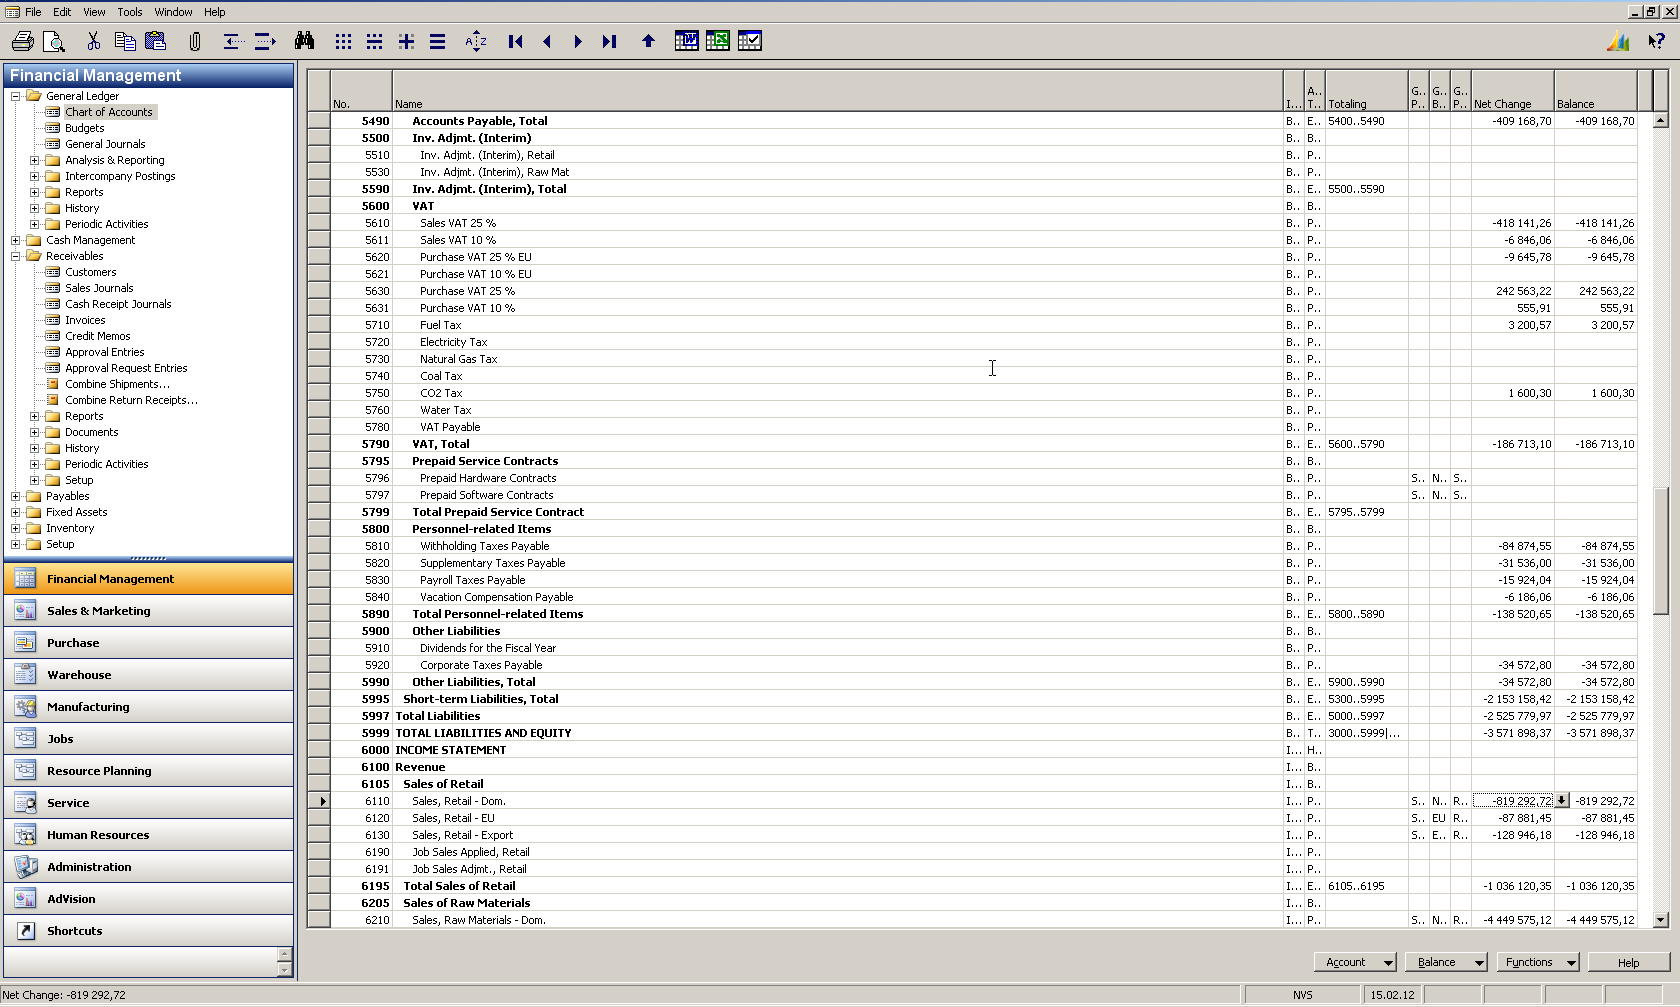 File Edit View Tools Window Help
Financial Management
General Ledger
Chart of Accounts
Budgets
General Journals
Analysis & Reporting
Intercompany Postings
Reports
History
Periodic Activities
Cash Management
Receivables
Customers
Sales Journals
Cash Receipt Journals
Invoices
Credit Memos
Approval Entries
Approval Request Entries
Combine Shipments...
Combine Return Receipts...
Reports
Documents
History
Periodic Activities
Setup
Payables
Fixed Assets
Inventory
Setup
Financial Management
Sales & Marketing
Purchase
Warehouse
Manufacturing
Jobs
Resource Planning
Service
Human Resources
Administration
AdVision
Shortcuts
A.. G.. G.. G..
No. Name I... T.. Totaling P.. B.. P.. Net Change Balance
5490 Accounts Payable, Total B.. E.. 5400..5490 -409 168,70 -409 168,70
5500 Inv. Adjmt. (Interim) B.. B..
5510 Inv. Adjmt. (Interim), Retail B.. P..
5530 Inv. Adjmt. (Interim), Raw Mat B.. P..
5590 Inv. Adjmt. (Interim), Total B.. E.. 5500..5590
5600 VAT B.. B..
5610 Sales VAT 25 % B.. P.. -418 141,26 -418 141,26
5611 Sales VAT 10 % B.. P.. -6 846,06 -6 846,06
5620 Purchase VAT 25 % EU B.. P.. -9 645,78 -9 645,78
5621 Purchase VAT 10 % EU B.. P..
5630 Purchase VAT 25 % B.. P.. 242 563,22 242 563,22
5631 Purchase VAT 10 % B.. P.. 555,91 555,91
5710 Fuel Tax B.. P.. 3 200,57 3 200,57
5720 Electricity Tax B.. P..
5730 Natural Gas Tax B.. P..
5740 Coal Tax B.. P..
5750 CO2 Tax B.. P.. 1 600,30 1 600,30
5760 Water Tax B.. P..
5780 VAT Payable B.. P..
5790 VAT, Total B.. E.. 5600..5790 -186 713,10 -186 713,10
5795 Prepaid Service Contracts B.. B..
5796 Prepaid Hardware Contracts B.. P.. S.. N.. S..
5797 Prepaid Software Contracts B.. P.. S.. N.. S..
5799 Total Prepaid Service Contract B.. E.. 5795..5799
5800 Personnel-related Items B.. B..
5810 Withholding Taxes Payable B.. P.. -84 874,55 -84 874,55
5820 Supplementary Taxes Payable B.. P.. -31 536,00 -31 536,00
5830 Payroll Taxes Payable B.. P.. -15 924,04 -15 924,04
5840 Vacation Compensation Payable B.. P.. -6 186,06 -6 186,06
5890 Total Personnel-related Items B.. E.. 5800..5890 -138 520,65 -138 520,65
5900 Other Liabilities B.. B..
5910 Dividends for the Fiscal Year B.. P..
5920 Corporate Taxes Payable B.. P.. -34 572,80 -34 572,80
5990 Other Liabilities, Total B.. E.. 5900..5990 -34 572,80 -34 572,80
5995 Short-term Liabilities, Total B.. E.. 5300..5995 -2 153 158,42 -2 153 158,42
5997 Total Liabilities B.. E.. 5000..5997 -2 525 779,97 -2 525 779,97
5999 TOTAL LIABILITIES AND EQUITY B.. T.. 3000..5999|... -3 571 898,37 -3 571 898,37
6000 INCOME STATEMENT I... H..
6100 Revenue I... B..
6105 Sales of Retail I... B..
6110 Sales, Retail - Dom. I... P.. S.. N.. R.. -819 292,72 -819 292,72
6120 Sales, Retail - EU I... P.. S.. EU R.. -87 881,45 -87 881,45
6130 Sales, Retail - Export I... P.. S.. E.. R.. -128 946,18 -128 946,18
6190 Job Sales Applied, Retail I... P..
6191 Job Sales Adjmt., Retail I... P..
6195 Total Sales of Retail I... E.. 6105..6195 -1 036 120,35 -1 036 120,35
6205 Sales of Raw Materials I... B..
6210 Sales, Raw Materials - Dom. I... P.. S.. N.. R.. -4 449 575,12 -4 449 575,12
Account Balance Functions Help
Net Change: -819 292,72 NVS 15.02.12